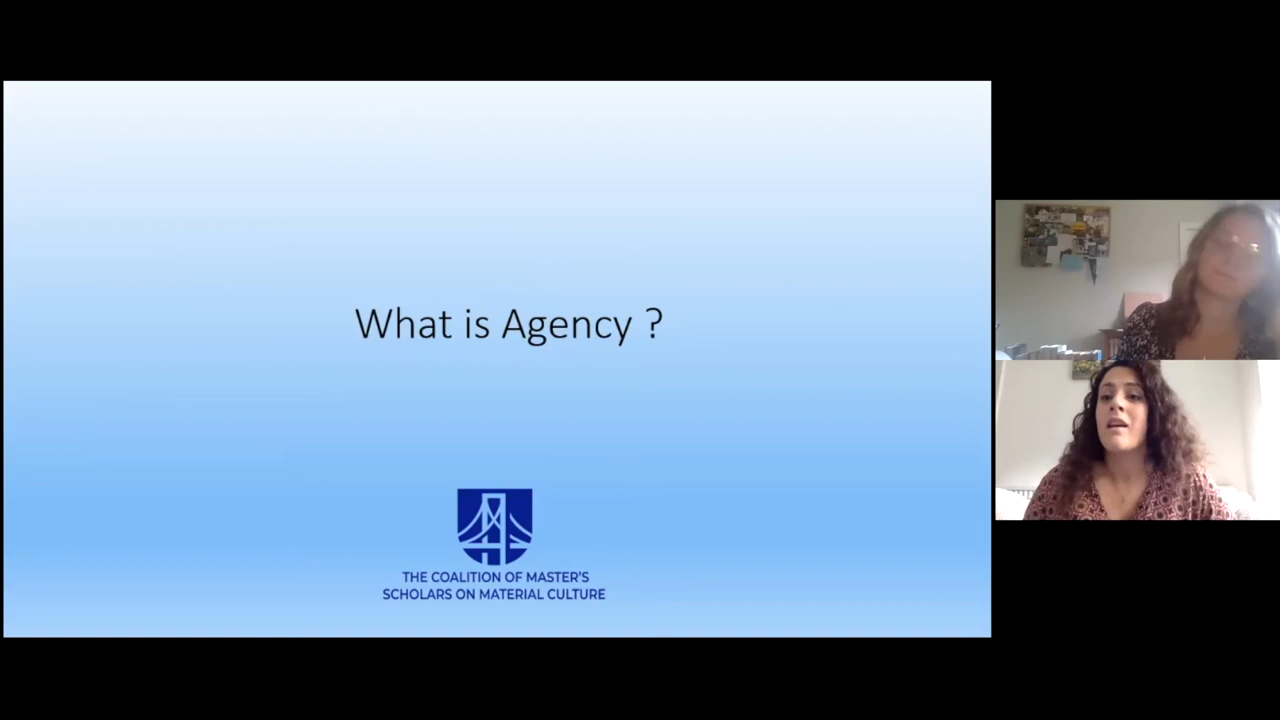 What is Agency ?
THE COALITION OF MASTER'S
SCHOLARS ON MATERIAL CULTURE